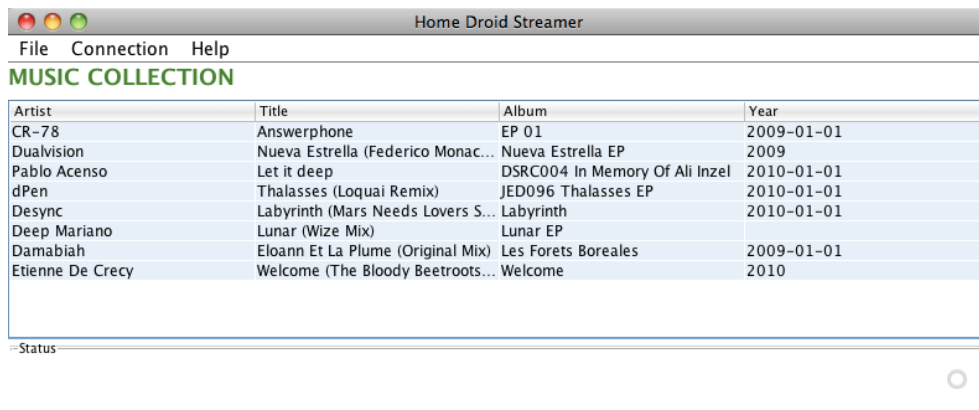 Home Droid Streamer
File Connection Help
MUSIC COLLECTION
Artist Title Album Year
CR-78 Answerphone EP 01 2009-01-01
Dualvision Nueva Estrella (Federico Monac... Nueva Estrella EP 2009
Pablo Acenso Let it deep DSRC004 In Memory Of Ali Inzel 2010-01-01
dPen Thalasses (Loquai Remix) JED096 Thalasses EP 2010-01-01
Desync Labyrinth (Mars Needs Lovers S... Labyrinth 2010-01-01
Deep Mariano Lunar (Wize Mix) Lunar EP
Damabiah Eloann Et La Plume (Original Mix) Les Forets Boreales 2009-01-01
Etienne De Crecy Welcome (The Bloody Beetroots... Welcome 2010
Status